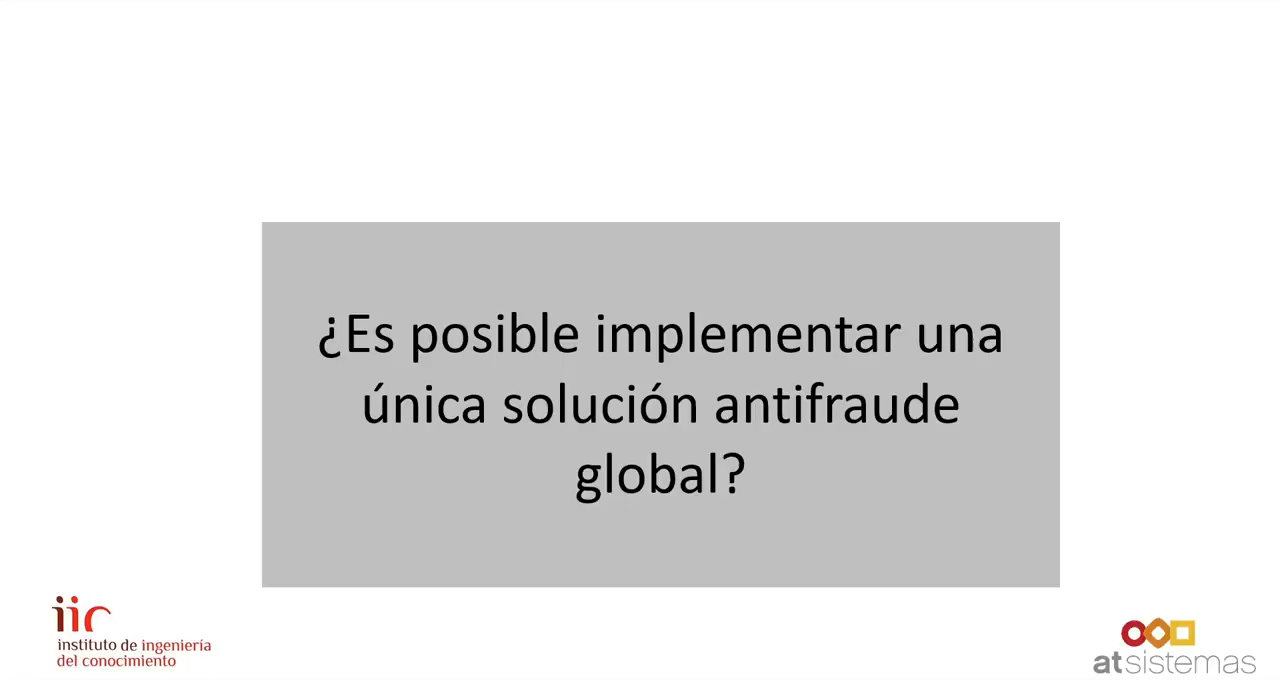 ¿Es posible implementar una
única solución antifraude
global?
iic
instituto de ingeniería
del conocimiento
atsistemas